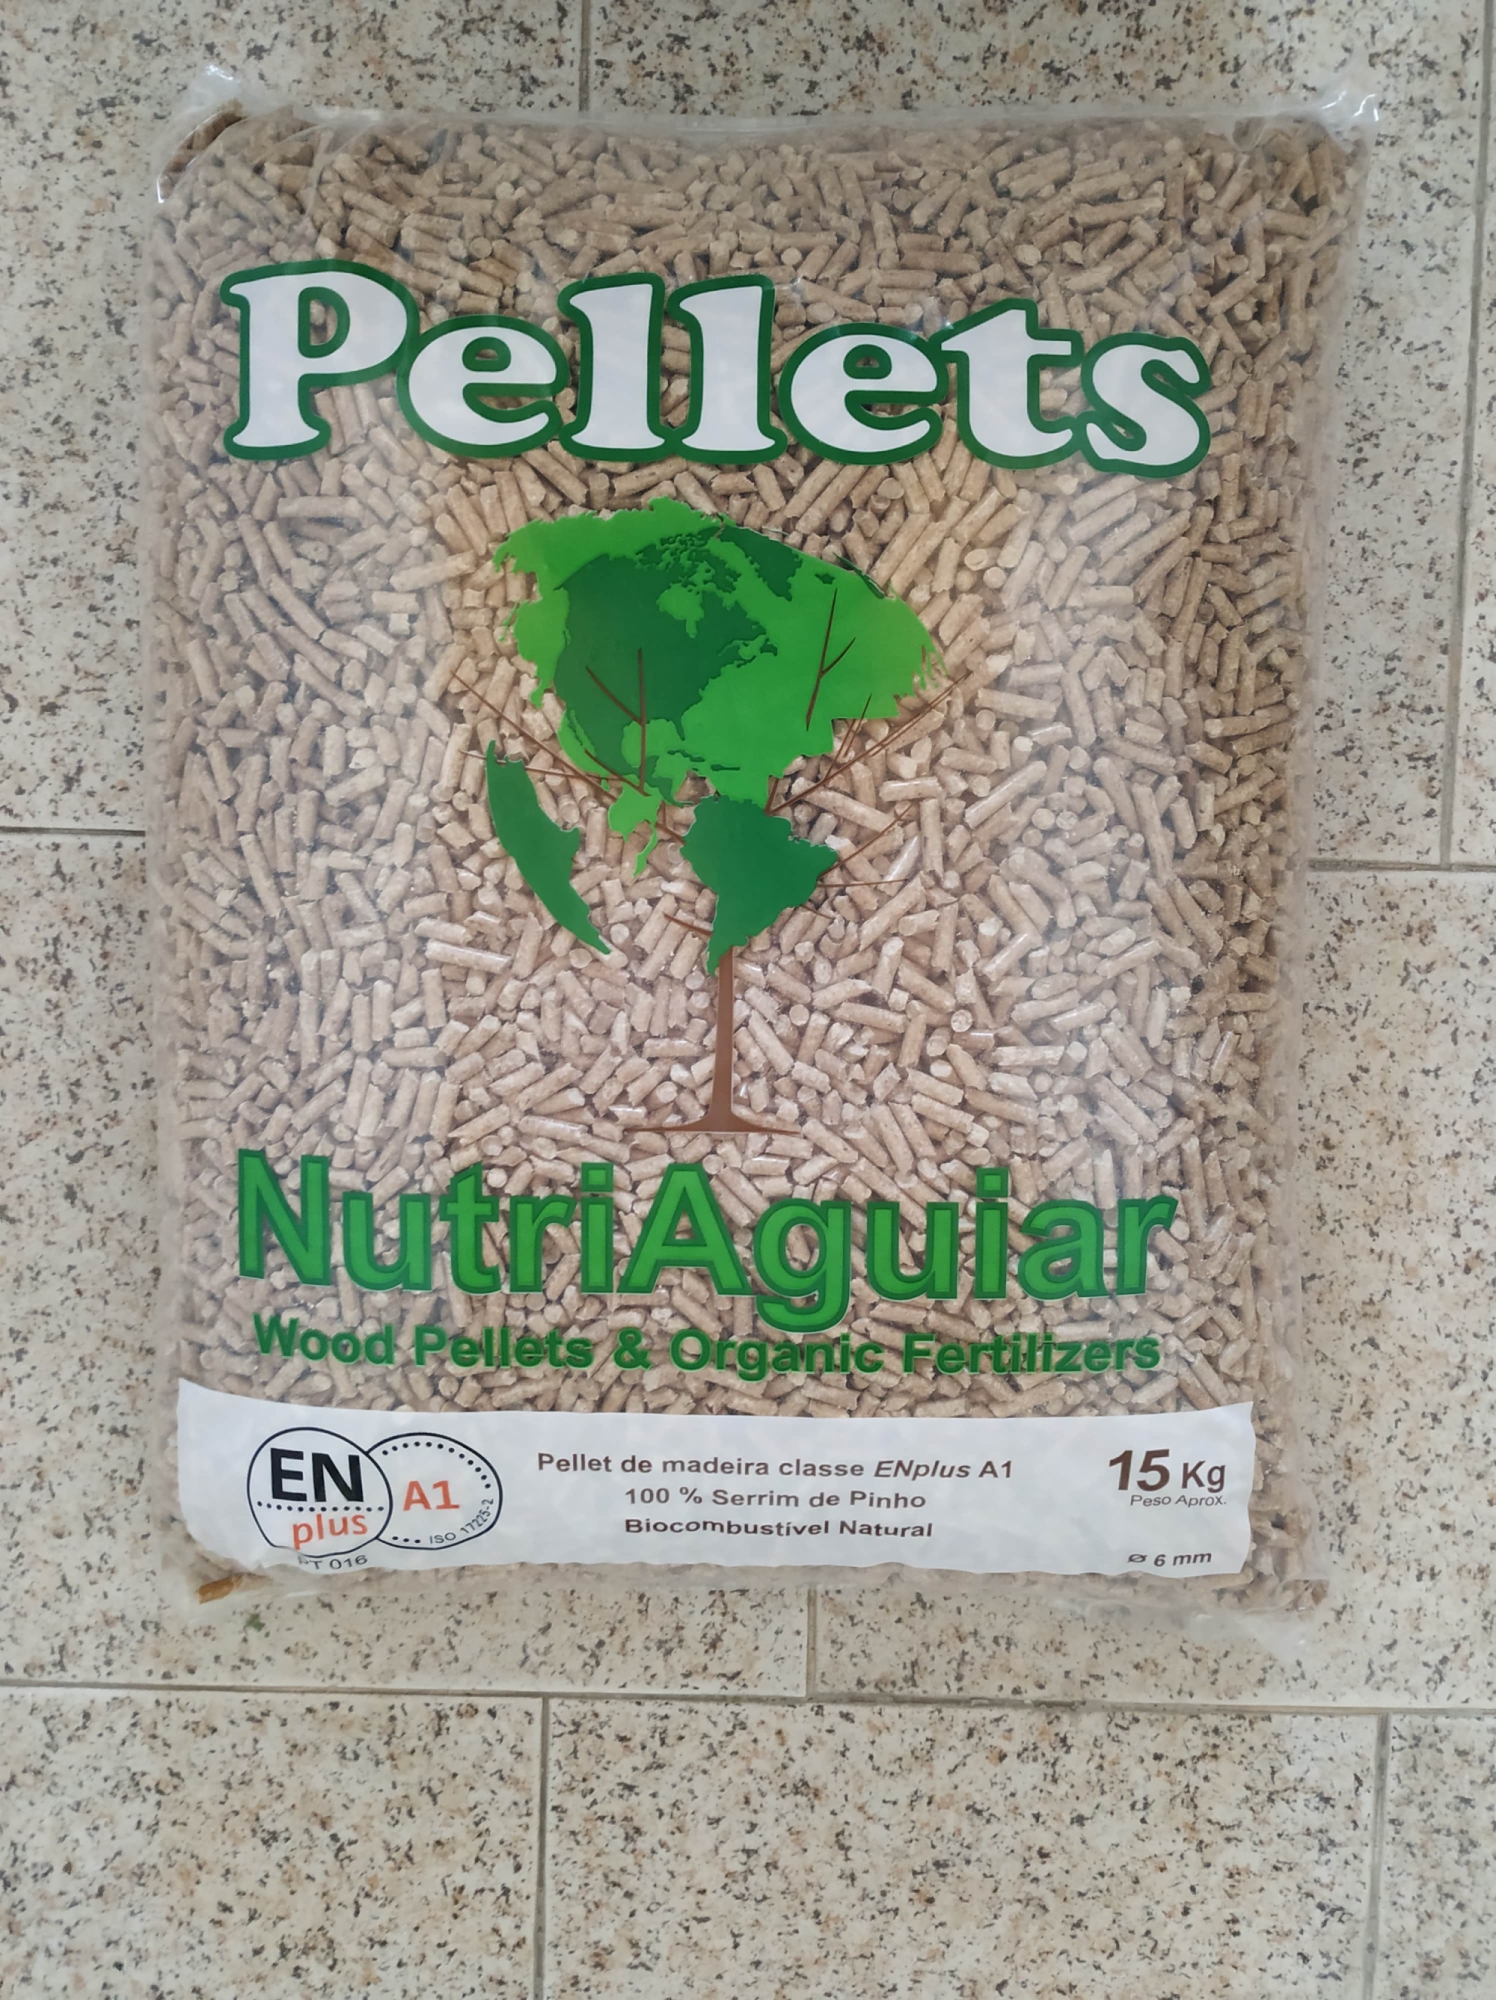 Pellets
NutriAguiar
Wood Pellets & Organic Fertilizers
EN
plus
A1
ISO 17225-2
PT 016
Pellet de madeira classe ENplus A1
100 % Serrim de Pinho
Biocombustível Natural
15 Kg
Peso Aprox.
⌀ 6 mm